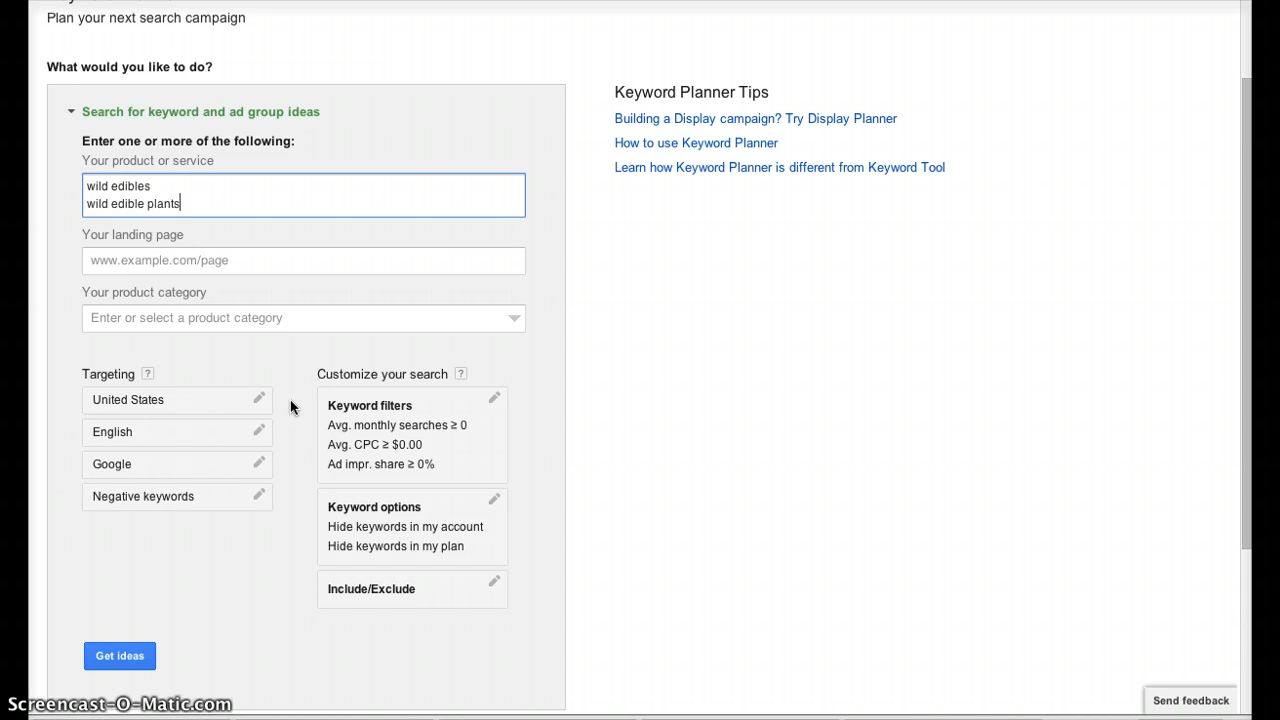 Plan your next search campaign
What would you like to do?
Search for keyword and ad group ideas
Enter one or more of the following:
Your product or service
wild edibles
wild edible plants
Your landing page
www.example.com/page
Your product category
Enter or select a product category
Targeting ?
United States
English
Google
Negative keywords
Customize your search ?
Keyword filters
Avg. monthly searches ≥ 0
Avg. CPC ≥ $0.00
Ad impr. share ≥ 0%
Keyword options
Hide keywords in my account
Hide keywords in my plan
Include/Exclude
Get ideas
Keyword Planner Tips
Building a Display campaign? Try Display Planner
How to use Keyword Planner
Learn how Keyword Planner is different from Keyword Tool
Send feedback
Screencast-O-Matic.com